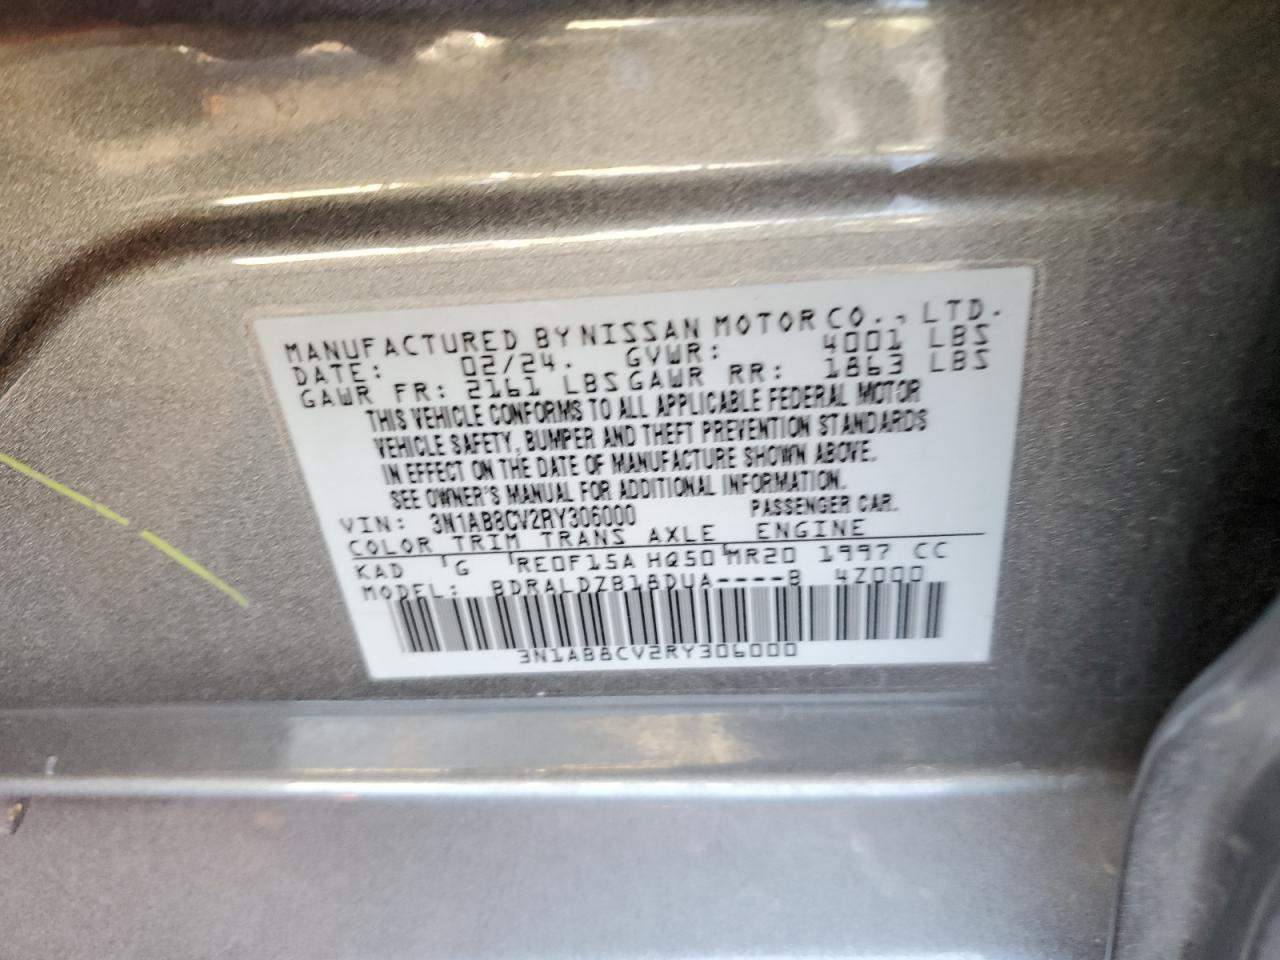 MANUFACTURED BY NISSAN MOTOR CO., LTD.
DATE: 02/24. GVWR: 4001 LBS
GAWR FR: 2161 LBS GAWR RR: 1863 LBS
THIS VEHICLE CONFORMS TO ALL APPLICABLE FEDERAL MOTOR
VEHICLE SAFETY, BUMPER AND THEFT PREVENTION STANDARDS
IN EFFECT ON THE DATE OF MANUFACTURE SHOWN ABOVE.
SEE OWNER'S MANUAL FOR ADDITIONAL INFORMATION.
VIN: 3N1AB8CV2RY306000 PASSENGER CAR.
COLOR TRIM TRANS AXLE ENGINE
KAD G RE0F15A HQ50 MR20 1997 CC
MODEL: BDRALDZB18DUA----B 4Z000
3N1AB8CV2RY306000